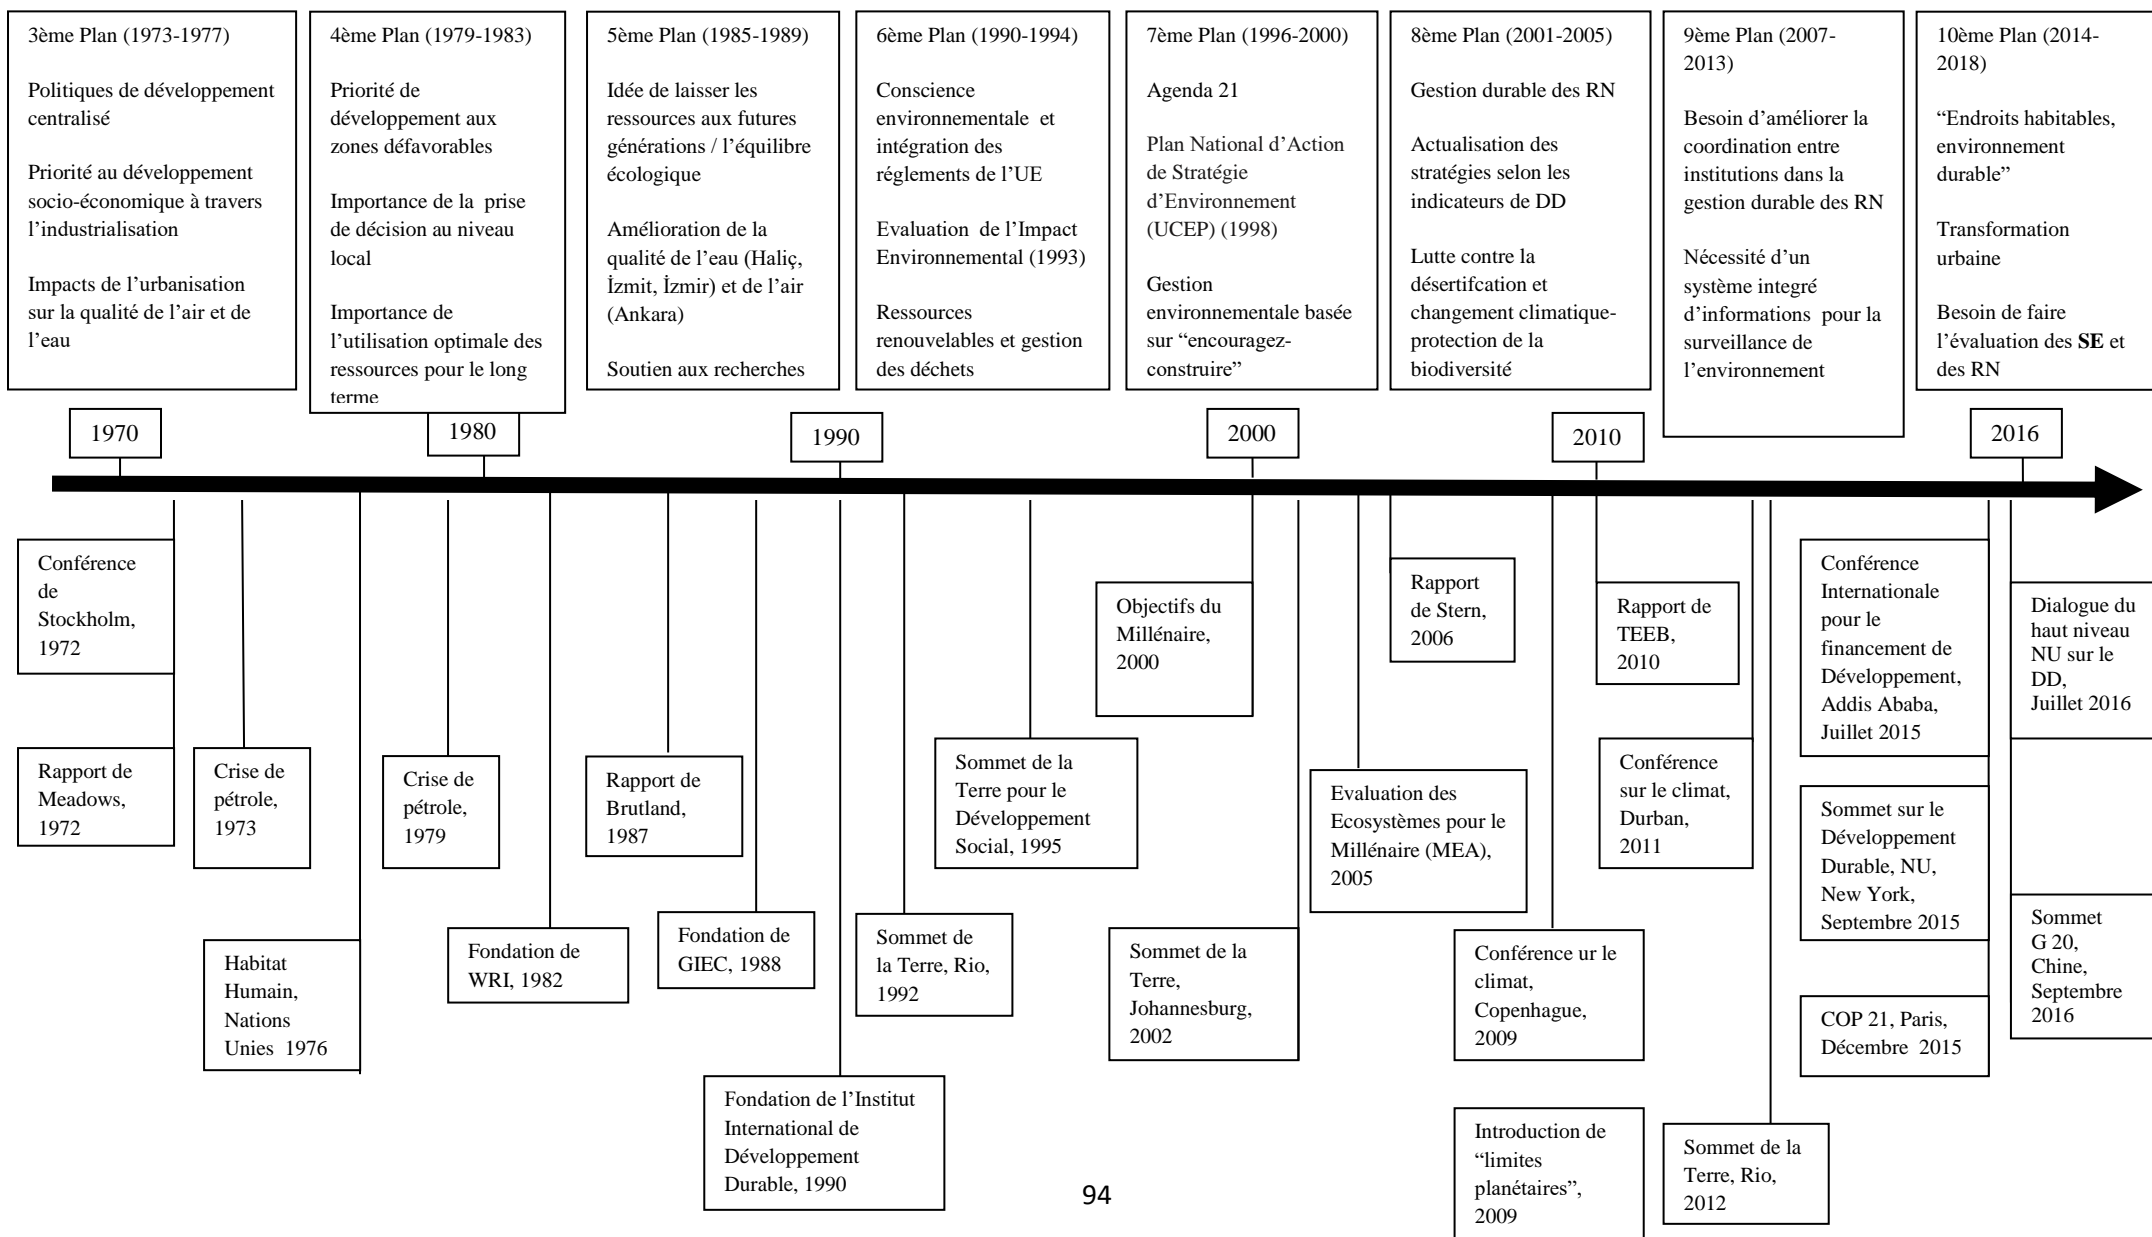 3ème Plan (1973-1977)
Politiques de développement
centralisé
Priorité au développement
socio-économique à travers
l’industrialisation
Impacts de l’urbanisation
sur la qualité de l’air et de
l’eau
4ème Plan (1979-1983)
Priorité de
développement aux
zones défavorables
Importance de la prise
de décision au niveau
local
Importance de
l’utilisation optimale des
ressources pour le long
terme
5ème Plan (1985-1989)
Idée de laisser les
ressources aux futures
générations / l’équilibre
écologique
Amélioration de la
qualité de l’eau (Haliç,
İzmit, İzmir) et de l’air
(Ankara)
Soutien aux recherches
6ème Plan (1990-1994)
Conscience
environnementale et
intégration des
réglements de l’UE
Evaluation de l’Impact
Environnemental (1993)
Ressources
renouvelables et gestion
des déchets
7ème Plan (1996-2000)
Agenda 21
Plan National d’Action
de Stratégie
d’Environnement
(UCEP) (1998)
Gestion
environnementale basée
sur “encouragez-
construire”
8ème Plan (2001-2005)
Gestion durable des RN
Actualisation des
stratégies selon les
indicateurs de DD
Lutte contre la
désertifcation et
changement climatique-
protection de la
biodiversité
9ème Plan (2007-
2013)
Besoin d’améliorer la
coordination entre
institutions dans la
gestion durable des RN
Nécessité d’un
système integré
d’informations pour la
surveillance de
l’environnement
10ème Plan (2014-
2018)
“Endroits habitables,
environnement
durable”
Transformation
urbaine
Besoin de faire
l’évaluation des SE et
des RN
1970
1980
1990
2000
2010
2016
Conférence
de
Stockholm,
1972
Rapport de
Meadows,
1972
Crise de
pétrole,
1973
Habitat
Humain,
Nations
Unies 1976
Crise de
pétrole,
1979
Fondation de
WRI, 1982
Rapport de
Brutland,
1987
Fondation de
GIEC, 1988
Fondation de l’Institut
International de
Développement
Durable, 1990
Sommet de
la Terre, Rio,
1992
Sommet de la
Terre pour le
Développement
Social, 1995
Objectifs du
Millénaire,
2000
Sommet de la
Terre,
Johannesburg,
2002
Evaluation des
Ecosystèmes pour le
Millénaire (MEA),
2005
Rapport
de Stern,
2006
Conférence ur le
climat,
Copenhague,
2009
Introduction de
“limites
planétaires”,
2009
Rapport de
TEEB,
2010
Conférence
sur le climat,
Durban,
2011
Sommet de la
Terre, Rio,
2012
Conférence
Internationale
pour le
financement de
Développement,
Addis Ababa,
Juillet 2015
Sommet sur le
Développement
Durable, NU,
New York,
Septembre 2015
COP 21, Paris,
Décembre 2015
Dialogue du
haut niveau
NU sur le
DD,
Juillet 2016
Sommet
G 20,
Chine,
Septembre
2016
94